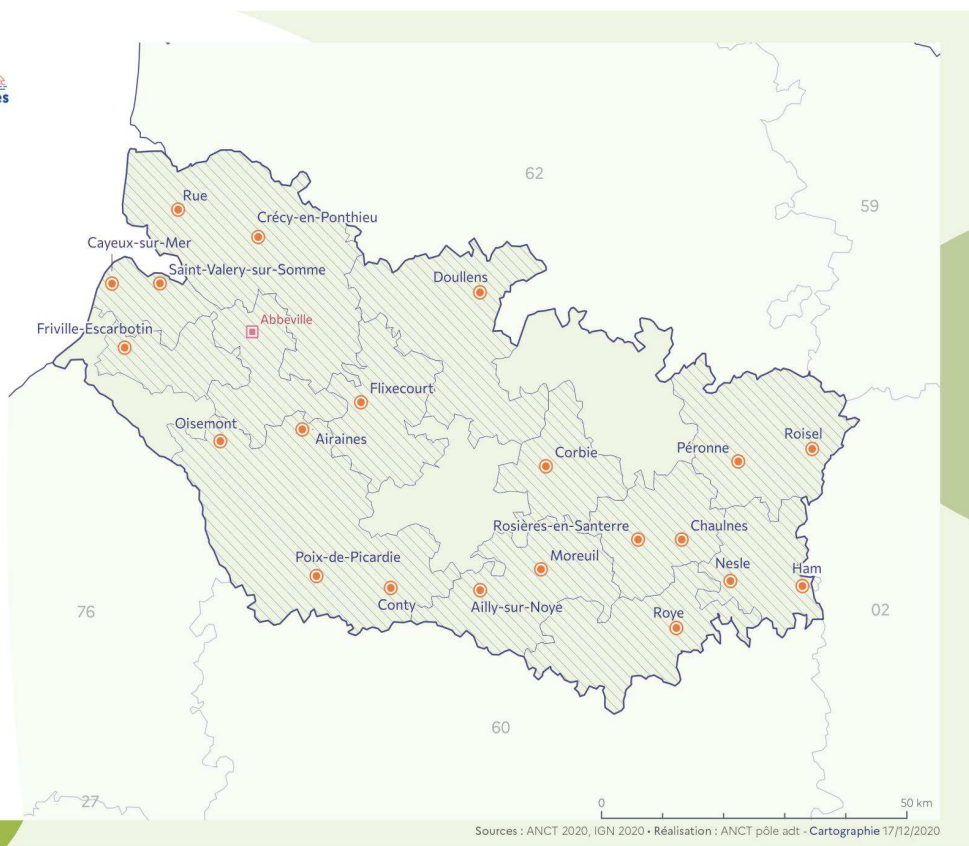 es
62
59
Rue
Crécy-en-Ponthieu
Cayeux-sur-Mer
Saint-Valery-sur-Somme
Doullens
Abbeville
Friville-Escarbotin
Flixecourt
Oisemont
Airaines
Corbie
Péronne
Roisel
Rosières-en-Santerre
Chaulnes
Poix-de-Picardie
Moreuil
Nesle
Ham
Conty
Ailly-sur-Noye
Roye
76
02
60
27
0
50 km
Sources : ANCT 2020, IGN 2020 • Réalisation : ANCT pôle adt - Cartographie 17/12/2020